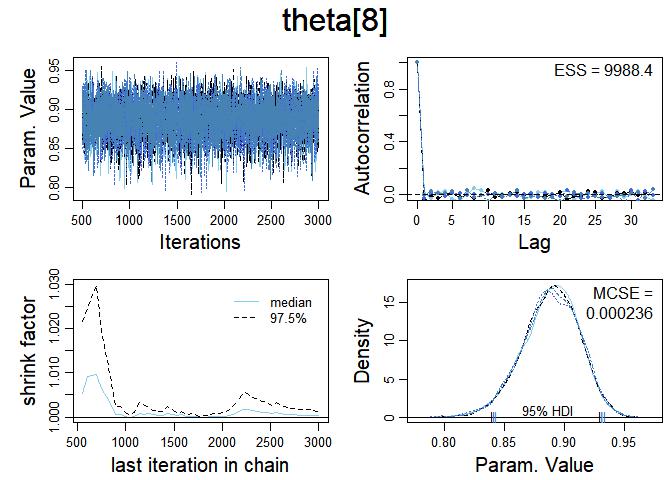 theta[8]
Param. Value
0.80 0.85 0.90 0.95
500 1000 1500 2000 2500 3000
Iterations
Autocorrelation
0.0 0.4 0.8
ESS = 9988.4
0 5 10 15 20 25 30
Lag
shrink factor
1.000 1.010 1.020 1.030
median
97.5%
500 1000 1500 2000 2500 3000
last iteration in chain
Density
0 5 10 15
MCSE =
0.000236
95% HDI
0.80 0.85 0.90 0.95
Param. Value